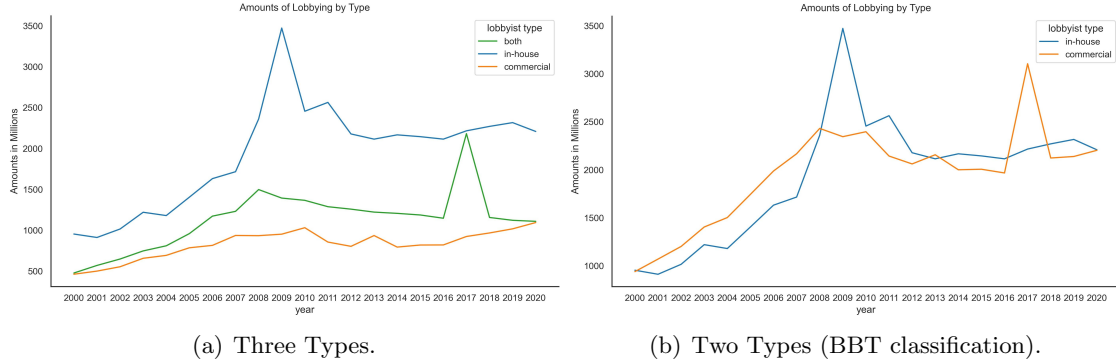 Amounts of Lobbying by Type
3500
3000
2500
2000
1500
1000
500
Amounts in Millions
lobbyist type
both
in-house
commercial
2000 2001 2002 2003 2004 2005 2006 2007 2008 2009 2010 2011 2012 2013 2014 2015 2016 2017 2018 2019 2020
year
(a) Three Types.
Amounts of Lobbying by Type
3500
3000
2500
2000
1500
1000
Amounts in Millions
lobbyist type
in-house
commercial
2000 2001 2002 2003 2004 2005 2006 2007 2008 2009 2010 2011 2012 2013 2014 2015 2016 2017 2018 2019 2020
year
(b) Two Types (BBT classification).